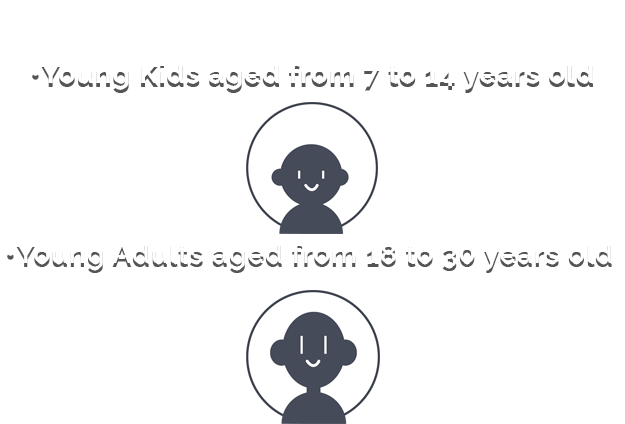 •Young Kids aged from 7 to 14 years old
•Young Adults aged from 18 to 30 years old